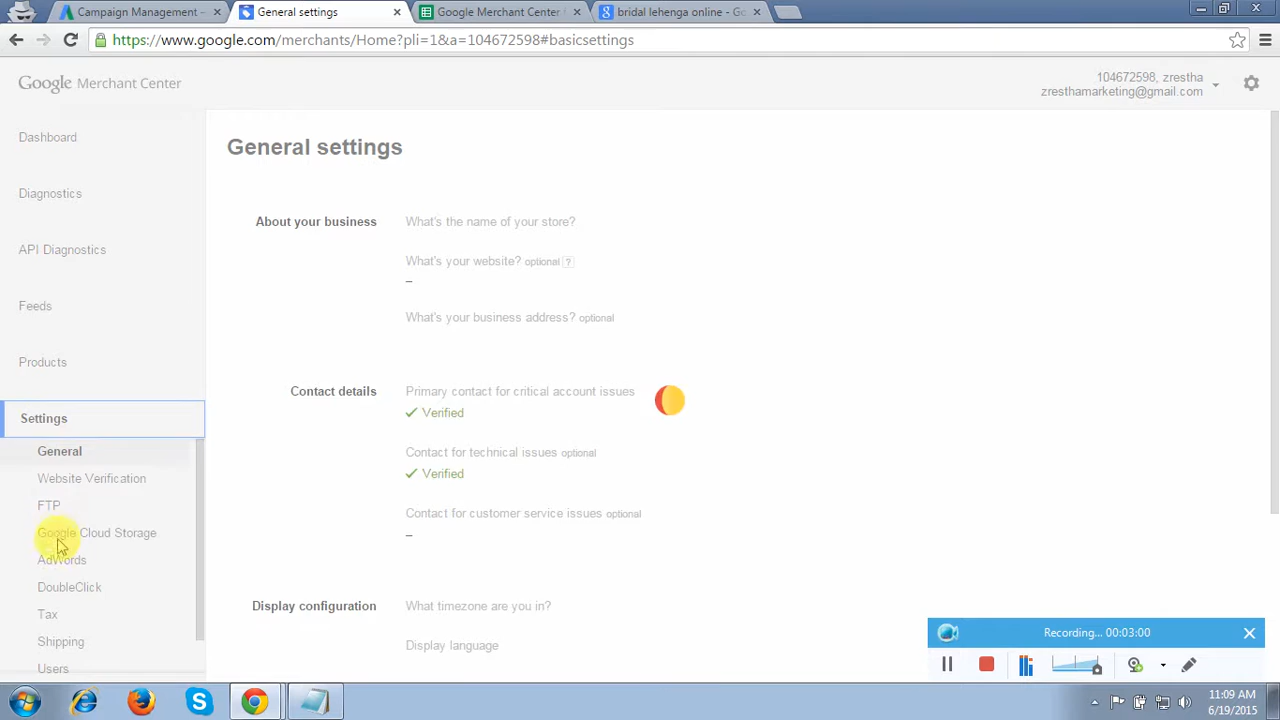 Campaign Management -
General settings
Google Merchant Center
bridal lehenga online - Go
https://www.google.com/merchants/Home?pli=1&a=104672598#basicsettings
Google Merchant Center
104672598, zrestha
zresthamarketing@gmail.com
Dashboard
Diagnostics
API Diagnostics
Feeds
Products
Settings
General
Website Verification
FTP
Google Cloud Storage
AdWords
DoubleClick
Tax
Shipping
Users
General settings
About your business
What's the name of your store?
What's your website? optional ?
–
What's your business address? optional
Contact details
Primary contact for critical account issues
Verified
Contact for technical issues optional
Verified
Contact for customer service issues optional
–
Display configuration
What timezone are you in?
Display language
Recording... 00:03:00
11:09 AM
6/19/2015